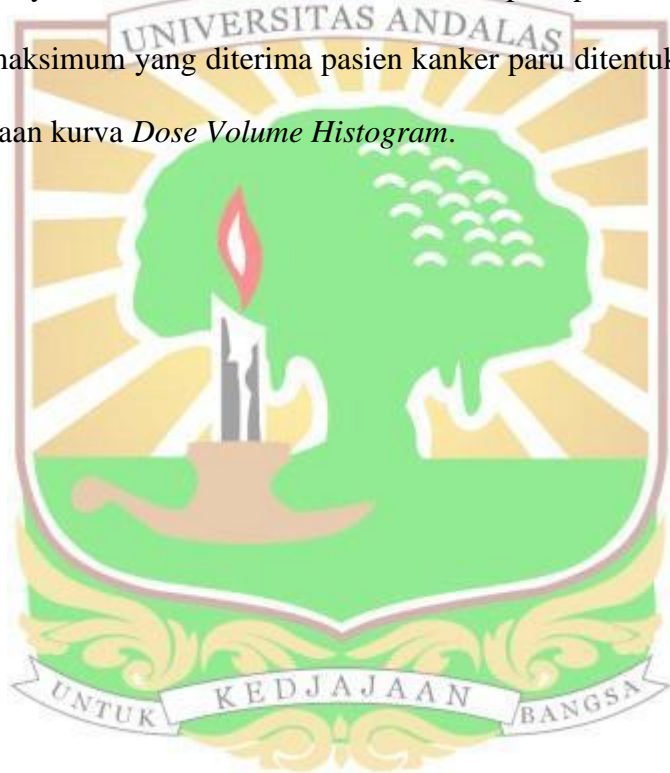 UNIVERSITAS ANDALAS
maksimum yang diterima pasien kanker paru ditentuk
aan kurva Dose Volume Histogram.
UNTUK KEDJAJAAN BANGSA